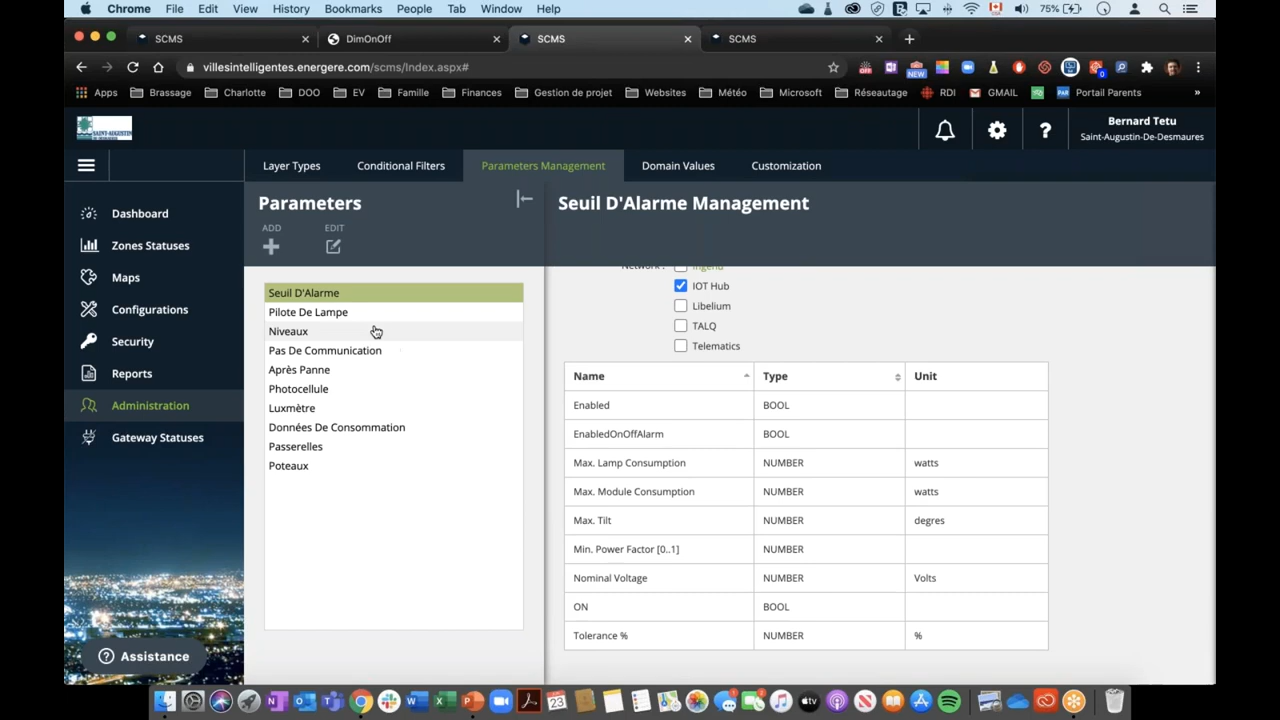 Chrome File Edit View History Bookmarks People Tab Window Help 75%
SCMS DimOnOff SCMS SCMS
villesintelligentes.energere.com/scms/Index.aspx#
Apps Brassage Charlotte DOO EV Famille Finances Gestion de projet Websites Météo Microsoft Réseautage RDI GMAIL Portail Parents »
SAINT-AUGUSTIN
Bernard Tetu
Saint-Augustin-De-Desmaures
Layer Types Conditional Filters Parameters Management Domain Values Customization
Dashboard
Zones Statuses
Maps
Configurations
Security
Reports
Administration
Gateway Statuses
Assistance
Parameters
ADD EDIT
Seuil D'Alarme
Pilote De Lampe
Niveaux
Pas De Communication
Après Panne
Photocellule
Luxmètre
Données De Consommation
Passerelles
Poteaux
Seuil D'Alarme Management
Network : Ingenu
IOT Hub
Libelium
TALQ
Telematics
Name Type Unit
Enabled BOOL
EnabledOnOffAlarm BOOL
Max. Lamp Consumption NUMBER watts
Max. Module Consumption NUMBER watts
Max. Tilt NUMBER degres
Min. Power Factor [0..1] NUMBER
Nominal Voltage NUMBER Volts
ON BOOL
Tolerance % NUMBER %